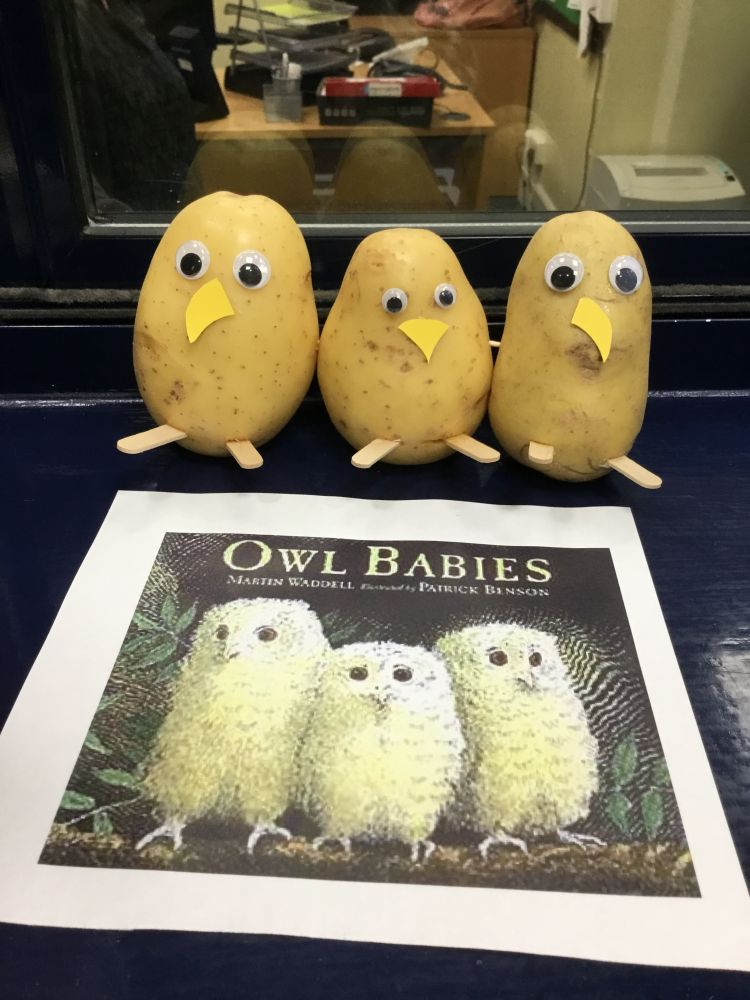 OWL BABIES
MARTIN WADDELL Illustrated by PATRICK BENSON